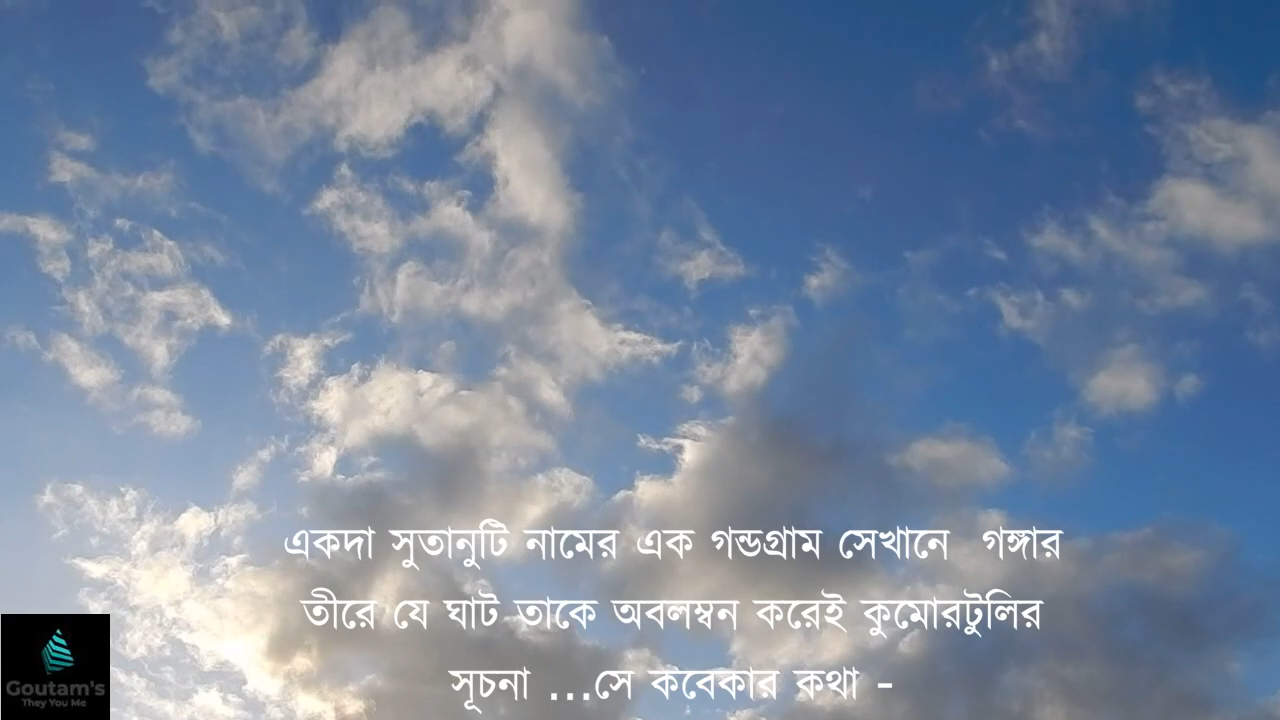 একদা সুতানুটি নামের এক গন্ডগ্রাম সেখানে  গঙ্গার
তীরে যে ঘাট তাকে অবলম্বন করেই কুমোরটুলির
সূচনা ...সে কবেকার কথা -
Goutam's
They You Me